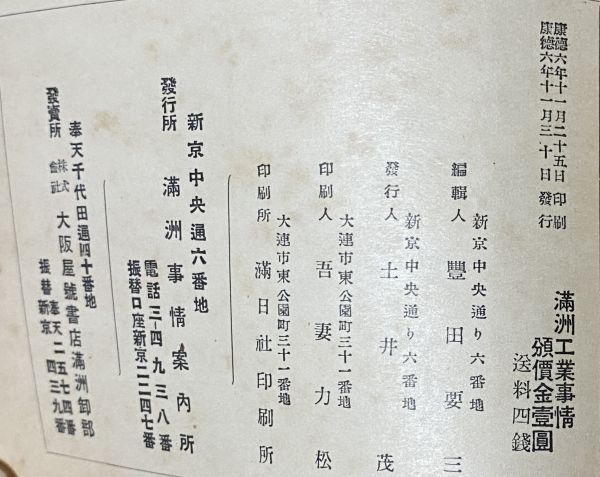 康德六年十一月二十五日 印刷
康德六年十一月三十日 發行
滿洲工業事情
頒價金壹圓
送料四錢
新京中央通り六番地
編輯人 豐田要三
新京中央通り六番地
發行人 土井茂
大連市東公園町三十一番地
印刷人 吾妻力松
大連市東公園町三十一番地
印刷所 滿日社印刷所
新京中央通六番地
發行所 滿洲事情案內所
電話三-四九三八番
振替口座新京二二四七番
奉天千代田通四十番地
發賣所 株式會社 大阪屋號書店滿洲卸部
振替 奉天二五七四番
新京 四三九番